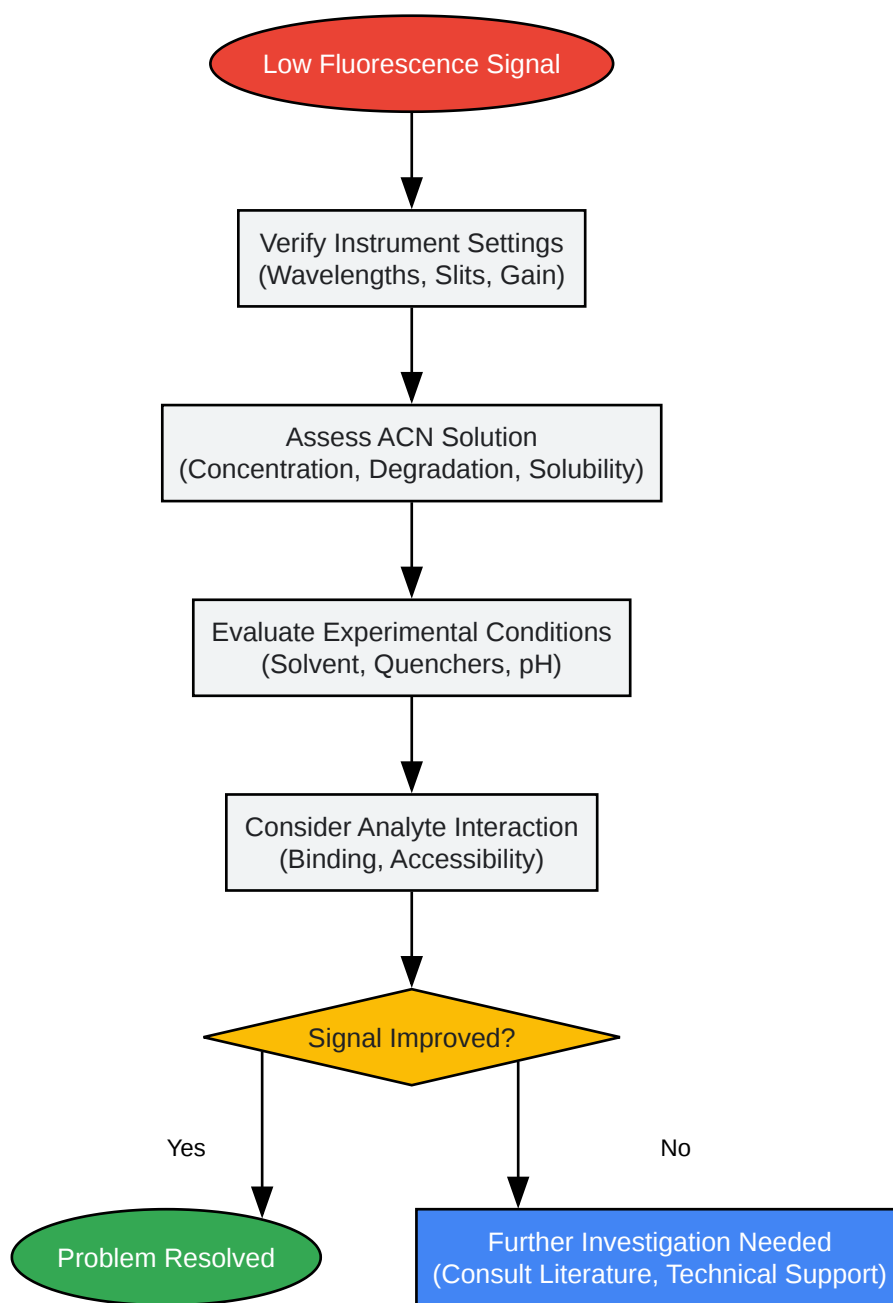 Low Fluorescence Signal
Verify Instrument Settings
(Wavelengths, Slits, Gain)
Assess ACN Solution
(Concentration, Degradation, Solubility)
Evaluate Experimental Conditions
(Solvent, Quenchers, pH)
Consider Analyte Interaction
(Binding, Accessibility)
Signal Improved?
Yes
No
Problem Resolved
Further Investigation Needed
(Consult Literature, Technical Support)